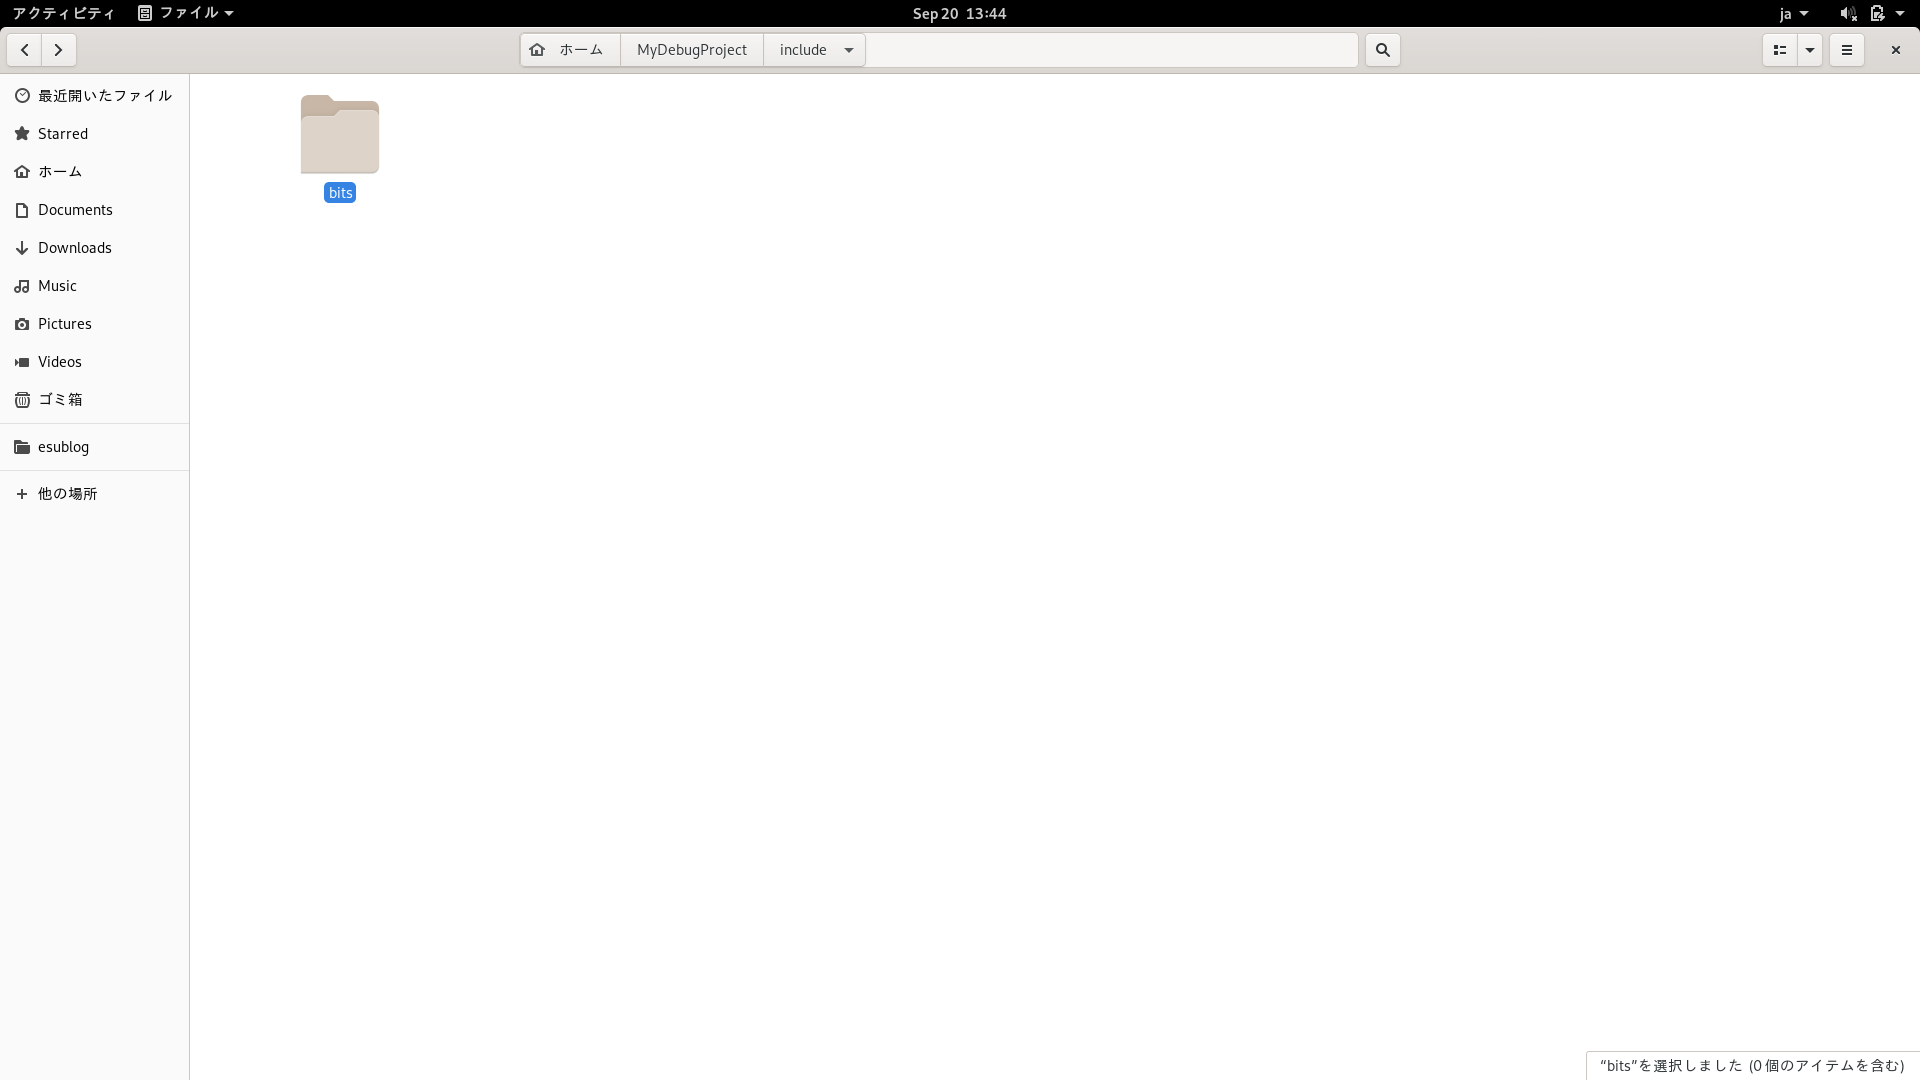 アクティビティ ファイル Sep 20 13:44 ja
ホーム MyDebugProject include
最近開いたファイル
Starred
ホーム
Documents
Downloads
Music
Pictures
Videos
ゴミ箱
esublog
他の場所
bits
“bits”を選択しました (0 個のアイテムを含む)